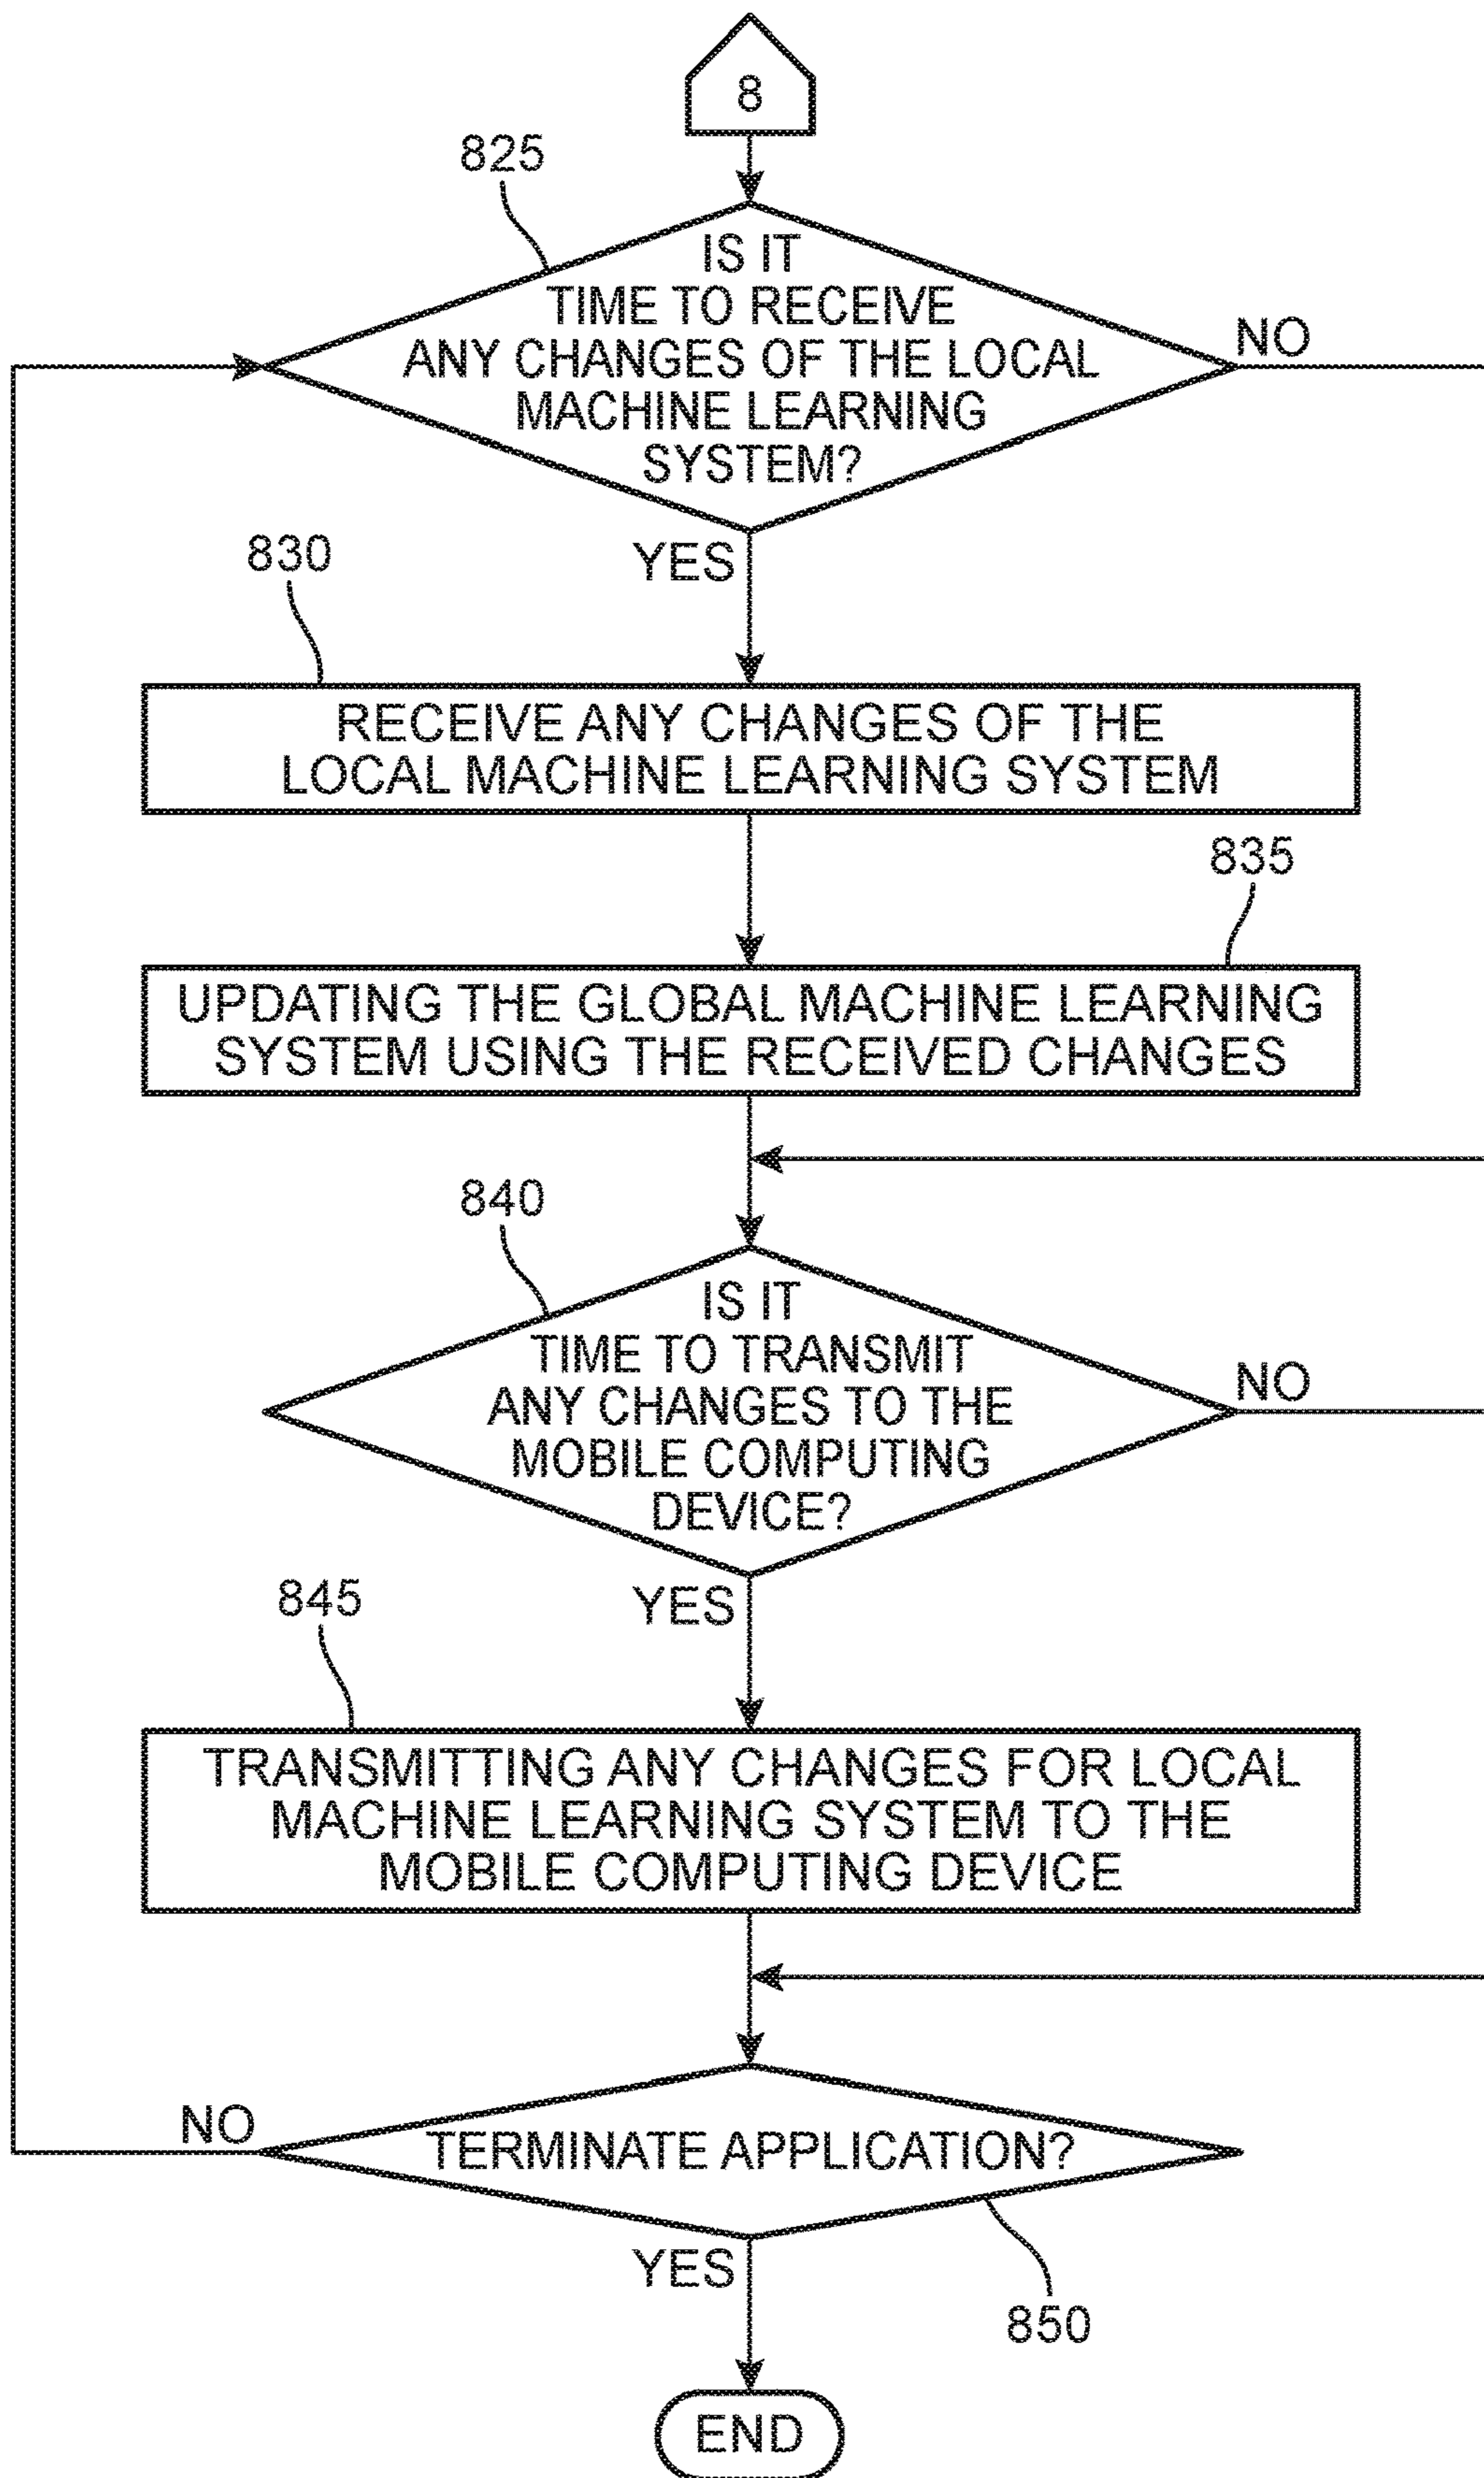 8
825
IS IT
TIME TO RECEIVE
ANY CHANGES OF THE LOCAL
MACHINE LEARNING
SYSTEM?
NO
YES
830
RECEIVE ANY CHANGES OF THE
LOCAL MACHINE LEARNING SYSTEM
835
UPDATING THE GLOBAL MACHINE LEARNING
SYSTEM USING THE RECEIVED CHANGES
840
IS IT
TIME TO TRANSMIT
ANY CHANGES TO THE
MOBILE COMPUTING
DEVICE?
NO
YES
845
TRANSMITTING ANY CHANGES FOR LOCAL
MACHINE LEARNING SYSTEM TO THE
MOBILE COMPUTING DEVICE
NO
TERMINATE APPLICATION?
YES
850
END